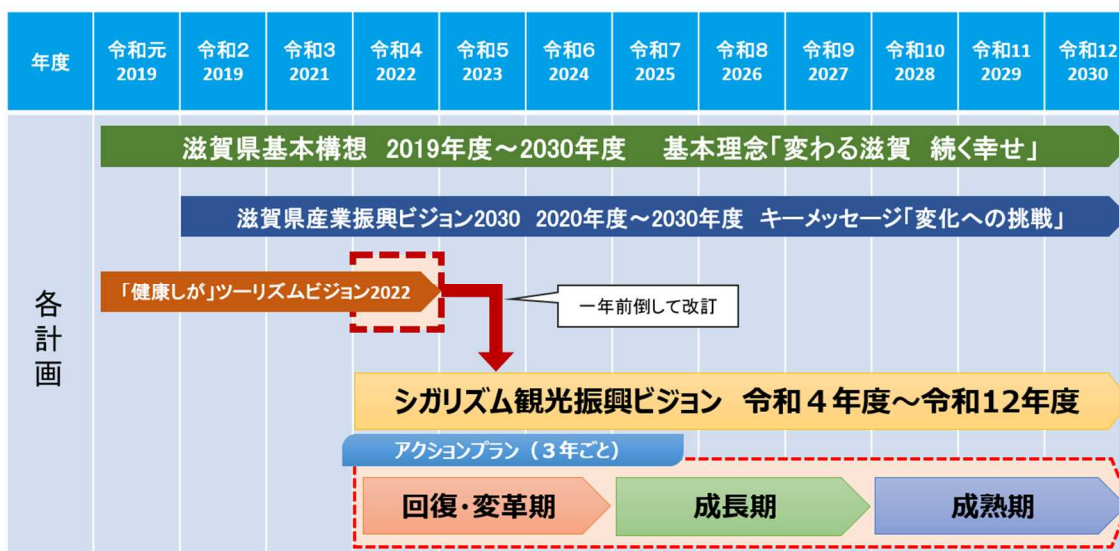 年度
令和元
2019
令和2
2019
令和3
2021
令和4
2022
令和5
2023
令和6
2024
令和7
2025
令和8
2026
令和9
2027
令和10
2028
令和11
2029
令和12
2030
各計画
滋賀県基本構想 2019年度～2030年度 基本理念「変わる滋賀 続く幸せ」
滋賀県産業振興ビジョン2030 2020年度～2030年度 キーメッセージ「変化への挑戦」
「健康しが」ツーリズムビジョン2022
一年前倒して改訂
シガリズム観光振興ビジョン 令和４年度～令和12年度
アクションプラン（３年ごと）
回復・変革期
成長期
成熟期